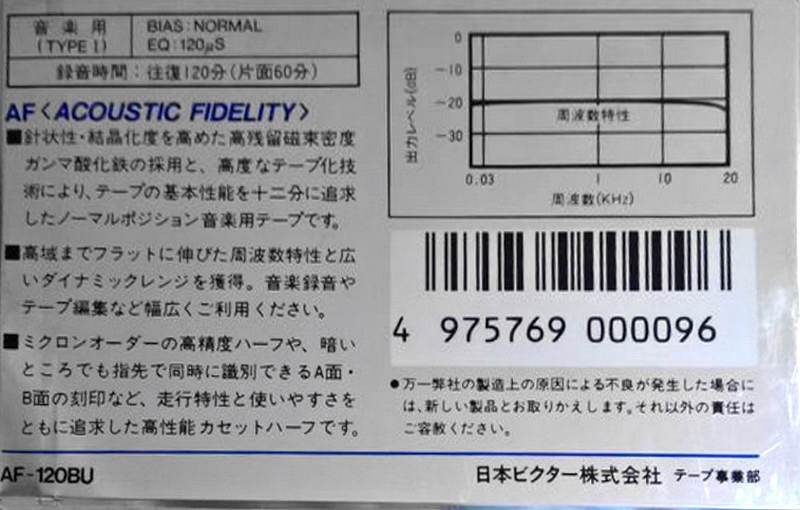 音楽用
(TYPE I)
BIAS:NORMAL
EQ:120μS
録音時間:往復120分(片面60分)
AF〈ACOUSTIC FIDELITY〉
■針状性・結晶化度を高めた高残留磁束密度
ガンマ酸化鉄の採用と、高度なテープ化技
術により、テープの基本性能を十二分に追求
したノーマルポジション音楽用テープです。
■高域までフラットに伸びた周波数特性と広
いダイナミックレンジを獲得。音楽録音や
テープ編集など幅広くご利用ください。
■ミクロンオーダーの高精度ハーフや、暗い
ところでも指先で同時に識別できるA面・
B面の刻印など、走行特性と使いやすさを
ともに追求した高性能カセットハーフです。
出力レベル(dB)
0
-10
-20
-30
周波数特性
0.03 1 10 20
周波数(KHz)
4 975769 000096
●万一弊社の製造上の原因による不良が発生した場合に
は、新しい製品とお取りかえします。それ以外の責任は
ご容赦ください。
AF-120BU
日本ビクター株式会社 テープ事業部